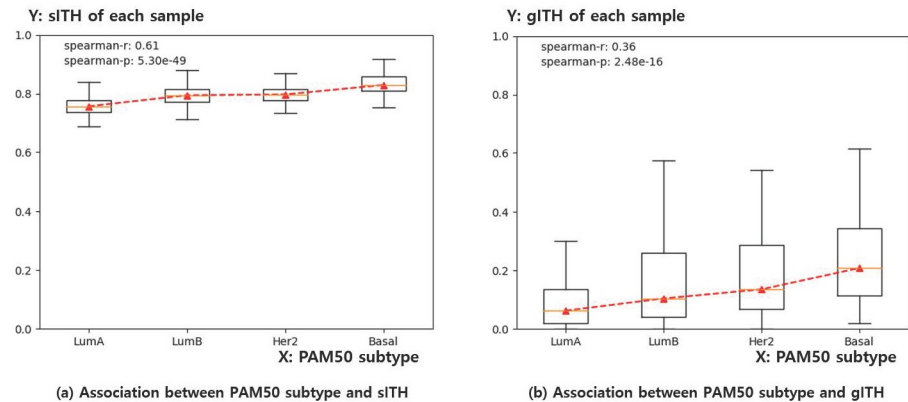 Y: sITH of each sample
1.0
spearman-r: 0.61
spearman-p: 5.30e-49
0.8
0.6
0.4
0.2
0.0
LumA LumB Her2 Basal
X: PAM50 subtype
(a) Association between PAM50 subtype and sITH
Y: gITH of each sample
1.0
spearman-r: 0.36
spearman-p: 2.48e-16
0.8
0.6
0.4
0.2
0.0
LumA LumB Her2 Basal
X: PAM50 subtype
(b) Association between PAM50 subtype and gITH